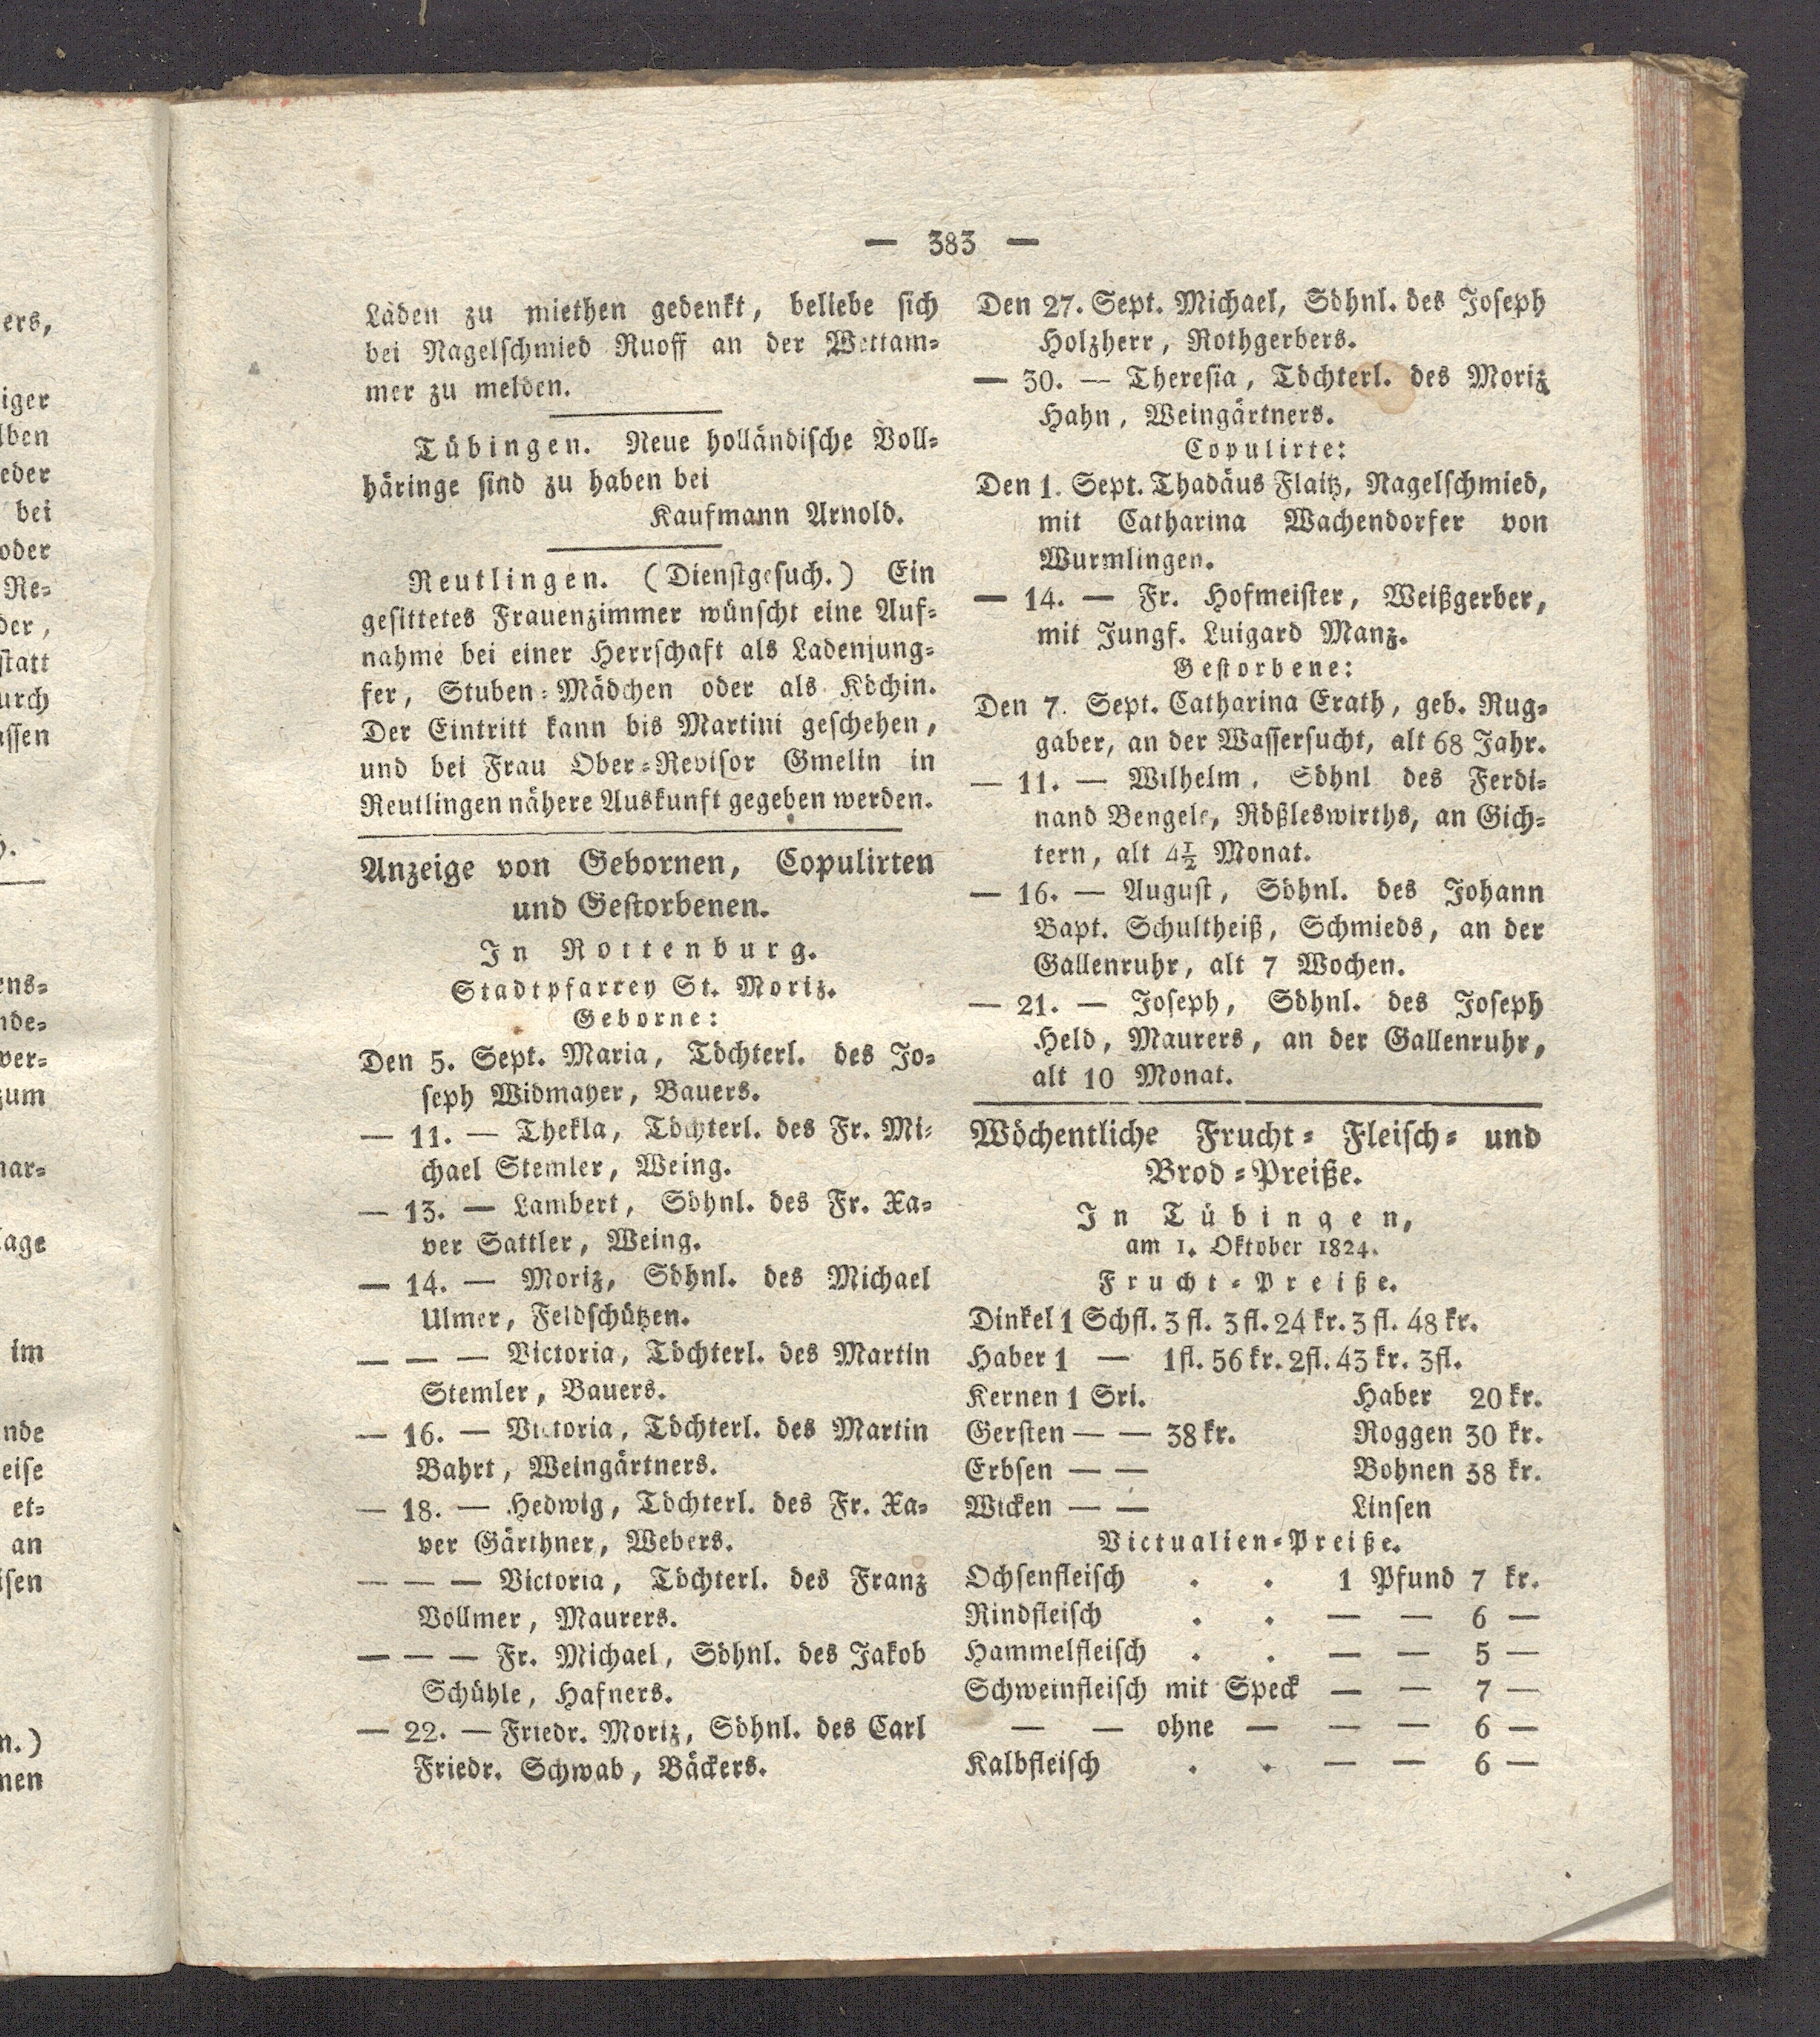 — 383 —
Läden zu miethen gedenkt, beliebe sich
bei Nagelschmied Ruoff an der Wettam-
mer zu melden.
Tübingen. Neue holländische Voll-
häringe sind zu haben bei
Kaufmann Arnold.
Reutlingen. (Dienstgesuch.) Ein
gesittetes Frauenzimmer wünscht eine Auf-
nahme bei einer Herrschaft als Ladenjung-
fer, Stuben-Mädchen oder als Köchin.
Der Eintritt kann bis Martini geschehen,
und bei Frau Ober-Revisor Gmelin in
Reutlingen nähere Auskunft gegeben werden.
Anzeige von Gebornen, Copulirten
und Gestorbenen.
In Rottenburg.
Stadtpfarrey St. Moriz.
Geborne:
Den 5. Sept. Maria, Töchterl. des Jo-
seph Widmayer, Bauers.
— 11. — Thekla, Töchterl. des Fr. Mi-
chael Stemler, Weing.
— 13. — Lambert, Söhnl. des Fr. Xa-
ver Sattler, Weing.
— 14. — Moriz, Söhnl. des Michael
Ulmer, Feldschützen.
— — — Victoria, Töchterl. des Martin
Stemler, Bauers.
— 16. — Victoria, Töchterl. des Martin
Bahrt, Weingärtners.
— 18. — Hedwig, Töchterl. des Fr. Xa-
ver Gärthner, Webers.
— — — Victoria, Töchterl. des Franz
Vollmer, Maurers.
— — — Fr. Michael, Söhnl. des Jakob
Schühle, Hafners.
— 22. — Friedr. Moriz, Söhnl. des Carl
Friedr. Schwab, Bäckers.
Den 27. Sept. Michael, Söhnl. des Joseph
Holzherr, Rothgerbers.
— 30. — Theresia, Töchterl. des Moriz
Hahn, Weingärtners.
Copulirte:
Den 1. Sept. Thadäus Flaitz, Nagelschmied,
mit Catharina Wachendorfer von
Wurmlingen.
— 14. — Fr. Hofmeister, Weißgerber,
mit Jungf. Luigard Manz.
Gestorbene:
Den 7. Sept. Catharina Erath, geb. Rug-
gaber, an der Wassersucht, alt 68 Jahr.
— 11. — Wilhelm, Söhnl des Ferdi-
nand Bengele, Rößleswirths, an Gich-
tern, alt 4½ Monat.
— 16. — August, Söhnl. des Johann
Bapt. Schultheiß, Schmieds, an der
Gallenruhr, alt 7 Wochen.
— 21. — Joseph, Söhnl. des Joseph
Held, Maurers, an der Gallenruhr,
alt 10 Monat.
Wöchentliche Frucht- Fleisch- und
Brod-Preiße.
In Tübingen,
am 1. Oktober 1824.
Frucht-Preiße.
Dinkel 1 Schfl. 3 fl. 3 fl. 24 kr. 3 fl. 48 kr.
Haber 1 — 1fl. 56 kr. 2fl. 43 kr. 3fl.
Kernen 1 Sri. Haber 20 kr.
Gersten — — 38 kr. Roggen 30 kr.
Erbsen — — Bohnen 38 kr.
Wicken — — Linsen
Victualien-Preiße.
Ochsenfleisch . . 1 Pfund 7 kr.
Rindfleisch . . — — 6 —
Hammelfleisch . . — — 5 —
Schweinfleisch mit Speck — — 7 —
— — ohne — — — 6 —
Kalbfleisch . . — — 6 —